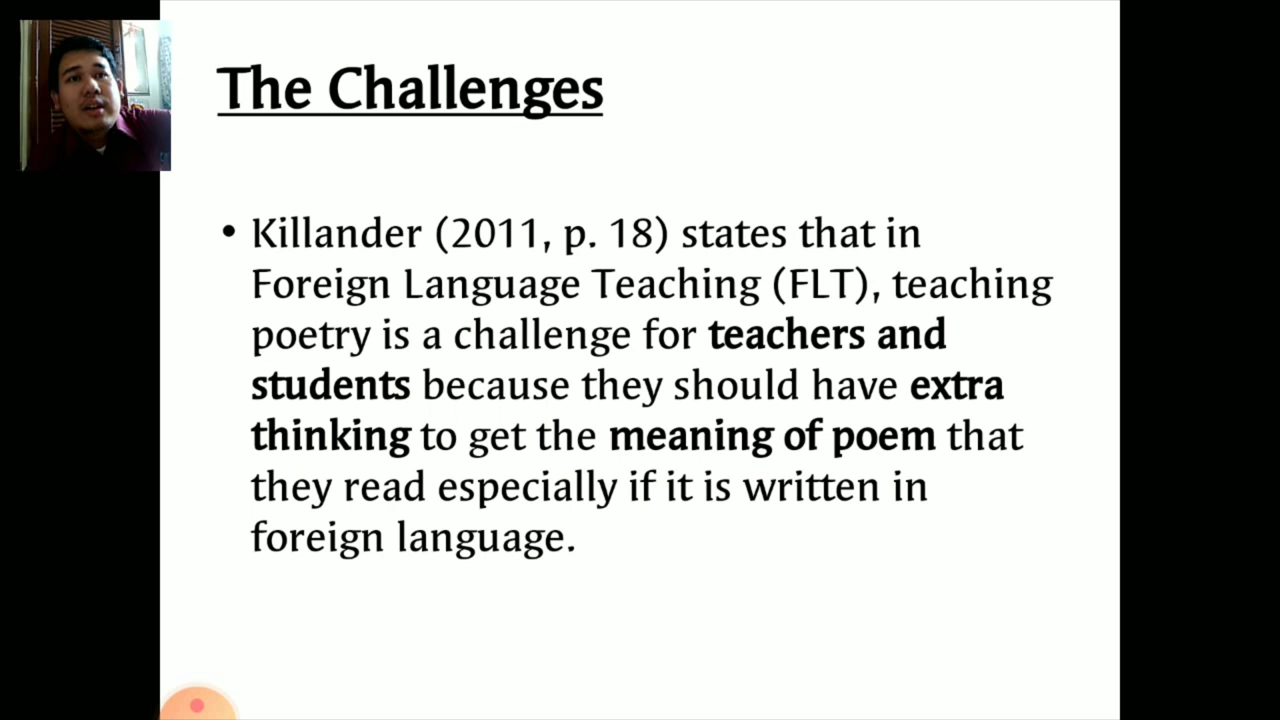 The Challenges
• Killander (2011, p. 18) states that in
Foreign Language Teaching (FLT), teaching
poetry is a challenge for teachers and
students because they should have extra
thinking to get the meaning of poem that
they read especially if it is written in
foreign language.